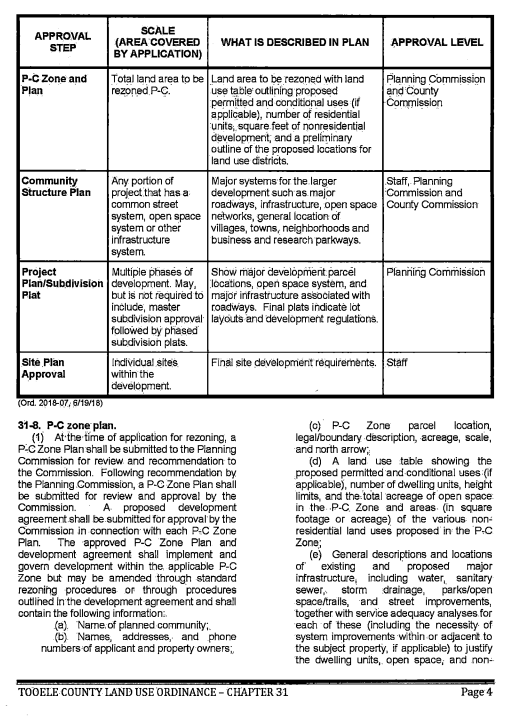 APPROVAL STEP
SCALE (AREA COVERED BY APPLICATION)
WHAT IS DESCRIBED IN PLAN
APPROVAL LEVEL
P-C Zone and
Plan
Total land area to be
rezoned P-C.
Land area to be rezoned with land
use table outlining proposed
permitted and conditional uses (if
applicable), number of residential
units, square feet of nonresidential
development, and a preliminary
outline of the proposed locations for
land use districts.
Planning Commission
and County
Commission
Community
Structure Plan
Any portion of
project that has a
common street
system, open space
system or other
infrastructure
system.
Major systems for the larger
development such as major
roadways, infrastructure, open space
networks, general location of
villages, towns, neighborhoods and
business and research parkways.
Staff, Planning
Commission and
County Commission
Project
Plan/Subdivision
Plat
Multiple phases of
development. May,
but is not required to
include, master
subdivision approval
followed by phased
subdivision plats.
Show major development parcel
locations, open space system, and
major infrastructure associated with
roadways. Final plats indicate lot
layouts and development regulations.
Planning Commission
Site Plan
Approval
Individual sites
within the
development.
Final site development requirements.
Staff
(Ord. 2018-07, 6/19/18)
31-8. P-C zone plan.
(1) At the time of application for rezoning, a
P-C Zone Plan shall be submitted to the Planning
Commission for review and recommendation to
the Commission. Following recommendation by
the Planning Commission, a P-C Zone Plan shall
be submitted for review and approval by the
Commission. A proposed development
agreement shall be submitted for approval by the
Commission in connection with each P-C Zone
Plan. The approved P-C Zone Plan and
development agreement shall implement and
govern development within the applicable P-C
Zone but may be amended through standard
rezoning procedures or through procedures
outlined in the development agreement and shall
contain the following information:
(a) Name of planned community;
(b) Names, addresses, and phone
numbers of applicant and property owners;
(c) P-C Zone parcel location,
legal/boundary description, acreage, scale,
and north arrow;
(d) A land use table showing the
proposed permitted and conditional uses (if
applicable), number of dwelling units, height
limits, and the total acreage of open space
in the P-C Zone and areas (in square
footage or acreage) of the various non-
residential land uses proposed in the P-C
Zone;
(e) General descriptions and locations
of existing and proposed major
infrastructure, including water, sanitary
sewer, storm drainage, parks/open
space/trails, and street improvements,
together with service adequacy analyses for
each of these (including the necessity of
system improvements within or adjacent to
the subject property, if applicable) to justify
the dwelling units, open space, and non-
TOOELE COUNTY LAND USE ORDINANCE – CHAPTER 31
Page 4